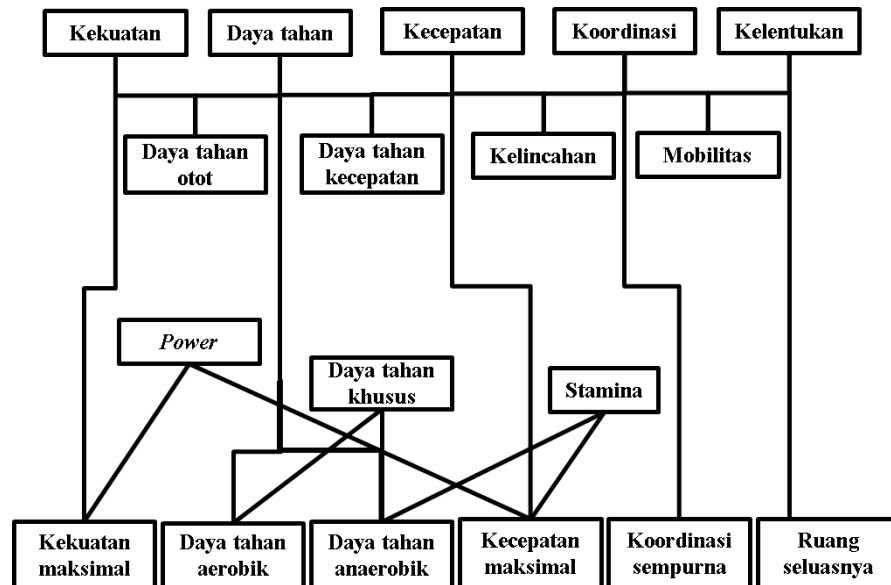 Kekuatan
Daya tahan
Kecepatan
Koordinasi
Kelentukan
Daya tahan
otot
Daya tahan
kecepatan
Kelincahan
Mobilitas
Power
Daya tahan
khusus
Stamina
Kekuatan
maksimal
Daya tahan
aerobik
Daya tahan
anaerobik
Kecepatan
maksimal
Koordinasi
sempurna
Ruang
seluasnya